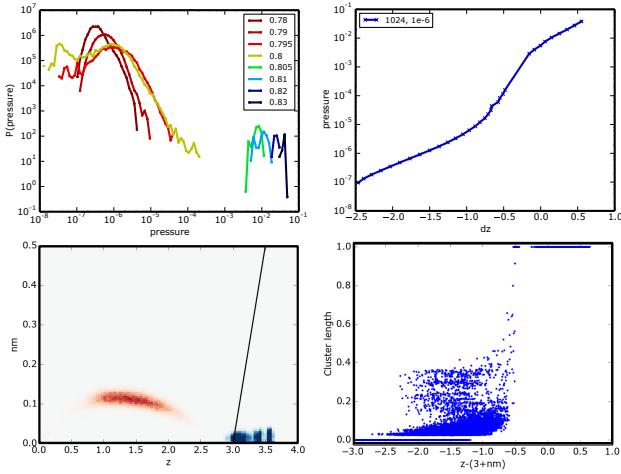 10^7
10^6
10^5
10^4
10^3
10^2
10^1
10^0
10^-1
P(pressure)
10^-8 10^-7 10^-6 10^-5 10^-4 10^-3 10^-2 10^-1
pressure
0.78
0.79
0.795
0.8
0.805
0.81
0.82
0.83
10^-1
10^-2
10^-3
10^-4
10^-5
10^-6
10^-7
10^-8
pressure
1024, 1e-6
−2.5 −2.0 −1.5 −1.0 −0.5 0.0 0.5 1.0
dz
0.5
0.4
0.3
0.2
0.1
0.0
nm
0.0 0.5 1.0 1.5 2.0 2.5 3.0 3.5 4.0
z
1.0
0.8
0.6
0.4
0.2
0.0
Cluster length
−3.0 −2.5 −2.0 −1.5 −1.0 −0.5 0.0 0.5 1.0
z-(3+nm)